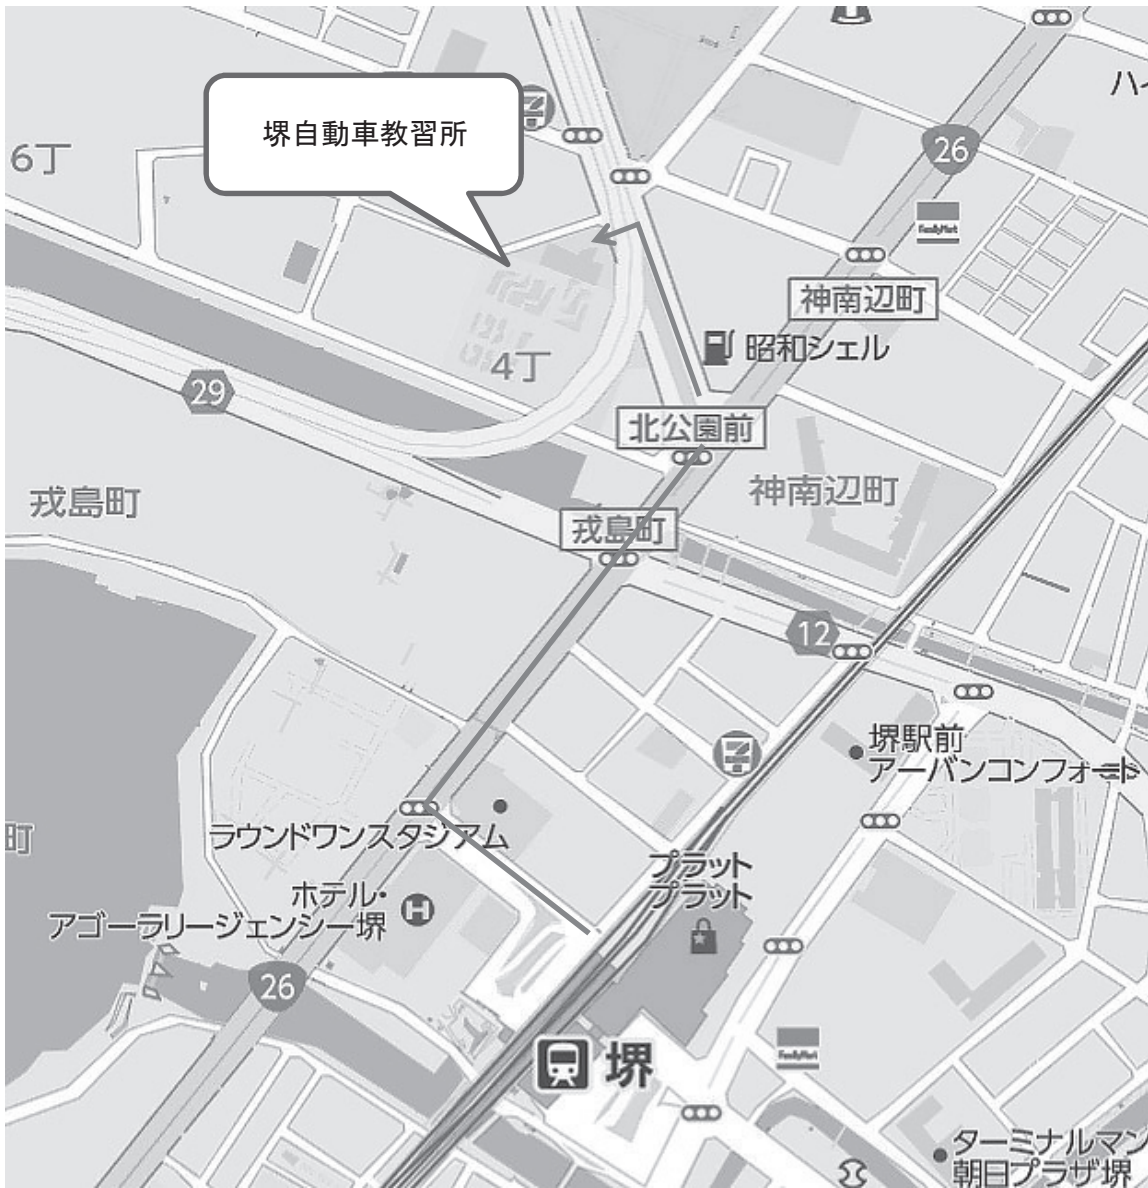 ハイ
堺自動車教習所
6丁
26
FamilyMart
神南辺町
昭和シェル
4丁
29
北公園前
神南辺町
戎島町
戎島町
12
堺駅前
アーバンコンフォート
ラウンドワンスタジアム
町
プラット
プラット
ホテル・
アゴーラリージェンシー堺
H
26
堺
FamilyMart
ターミナルマン
朝日プラザ堺